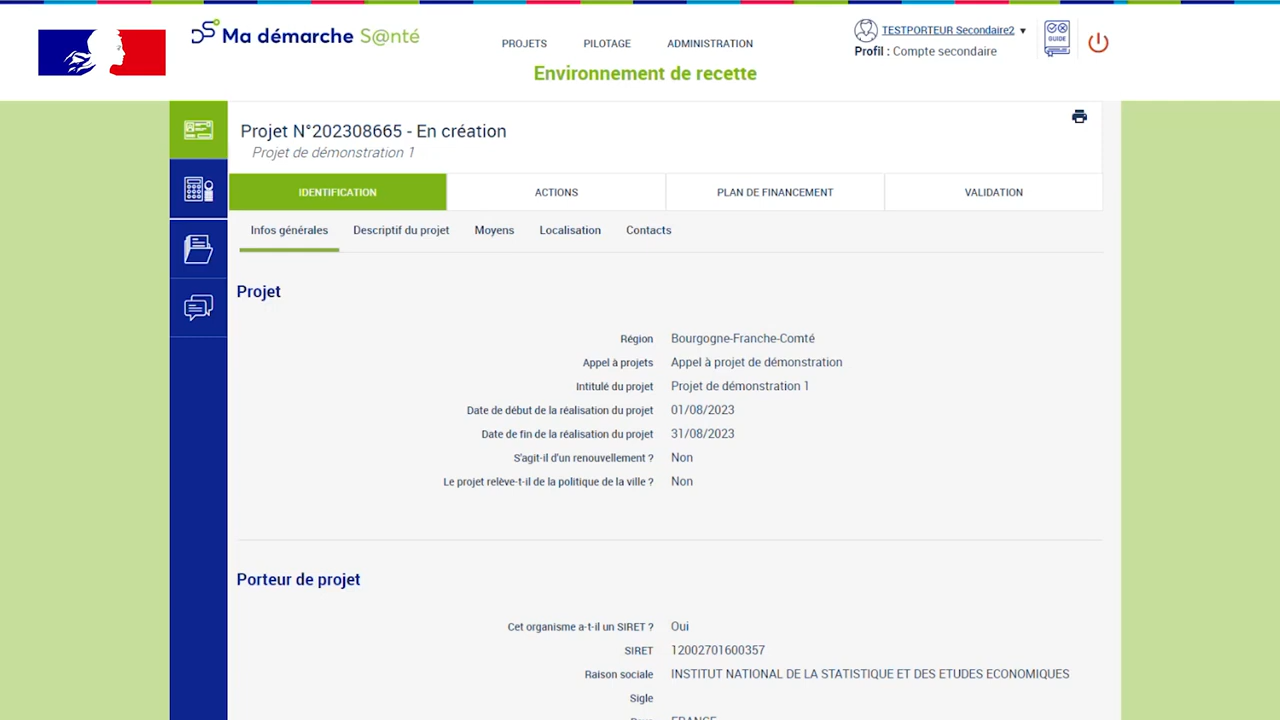 Ma démarche S@nté
PROJETS PILOTAGE ADMINISTRATION
TESTPORTEUR Secondaire2 ▼
Profil : Compte secondaire
GUIDE
Environnement de recette
Projet N°202308665 - En création
Projet de démonstration 1
IDENTIFICATION ACTIONS PLAN DE FINANCEMENT VALIDATION
Infos générales Descriptif du projet Moyens Localisation Contacts
Projet
Région Bourgogne-Franche-Comté
Appel à projets Appel à projet de démonstration
Intitulé du projet Projet de démonstration 1
Date de début de la réalisation du projet 01/08/2023
Date de fin de la réalisation du projet 31/08/2023
S'agit-il d'un renouvellement ? Non
Le projet relève-t-il de la politique de la ville ? Non
Porteur de projet
Cet organisme a-t-il un SIRET ? Oui
SIRET 12002701600357
Raison sociale INSTITUT NATIONAL DE LA STATISTIQUE ET DES ETUDES ECONOMIQUES
Sigle
Pays FRANCE